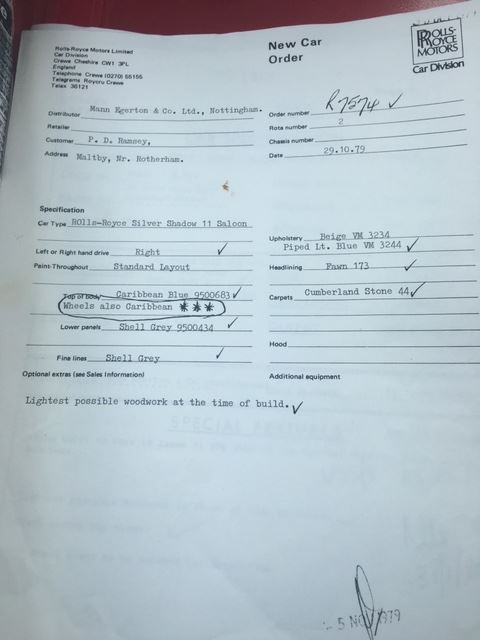 Rolls-Royce Motors Limited
Car Division
Crewe Cheshire CW1 3PL
England
Telephone Crewe (0270) 55155
Telegrams Roycru Crewe
Telex 36121
New Car
Order
ROLLS-
ROYCE
MOTORS
Car Division
Distributor Mann Egerton & Co. Ltd., Nottingham.
Retailer
Customer P. D. Ramsey,
Address Maltby, Nr. Rotherham.
Order number R7574 ✓
Rota number 2
Chassis number
Date 29.10.79
Specification
Car Type ROlls-Royce Silver Shadow 11 Saloon
Left or Right hand drive Right ✓
Paint-Throughout Standard Layout
Top of body Caribbean Blue 9500683 ✓
Wheels also Caribbean ***
Lower panels Shell Grey 9500434 ✓
Fine lines Shell Grey ✓
Upholstery Beige VM 3234
Piped Lt. Blue VM 3244 ✓
Headlining Fawn 173 ✓
Carpets Cumberland Stone 44 ✓
Hood
Optional extras (see Sales Information)
Additional equipment
Lightest possible woodwork at the time of build. ✓
- 5 NOV 1979